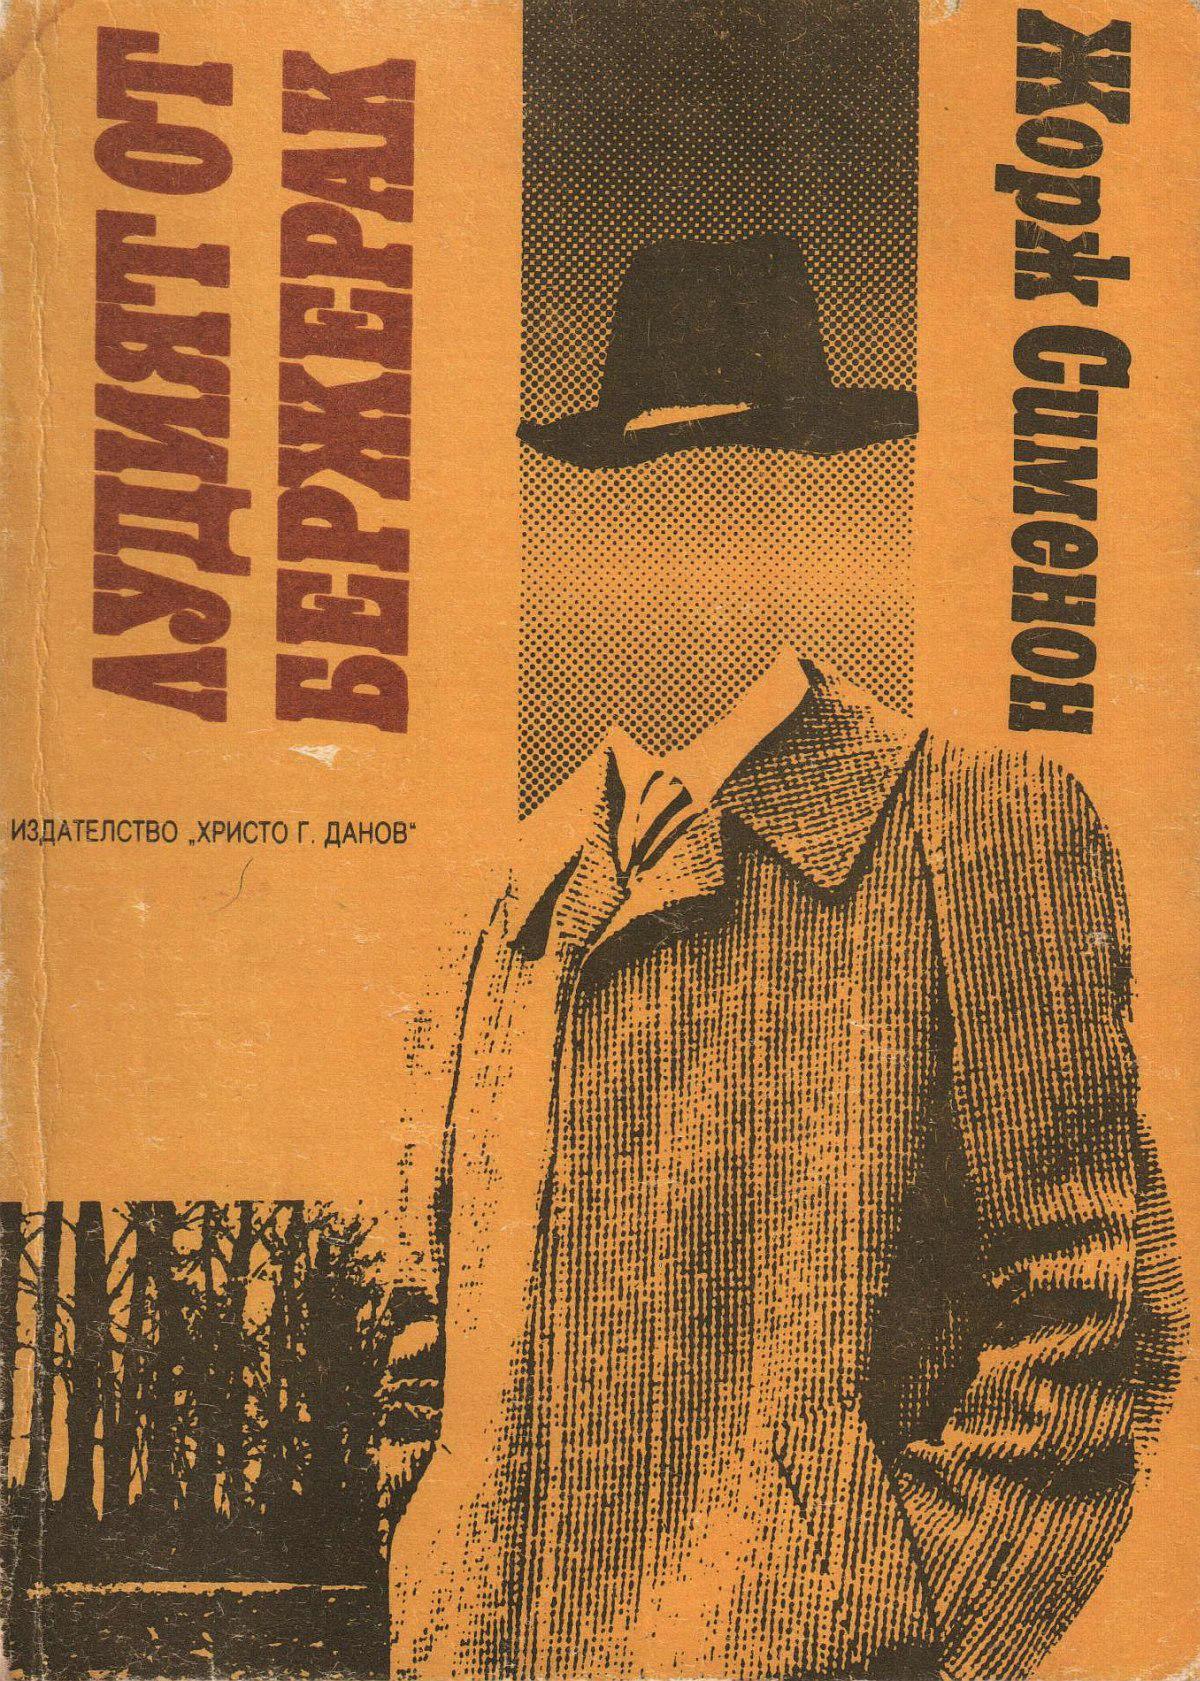 ЛУДИЯТ ОТ
БЕРЖЕРАК
Жорж Сименон
ИЗДАТЕЛСТВО „ХРИСТО Г. ДАНОВ“